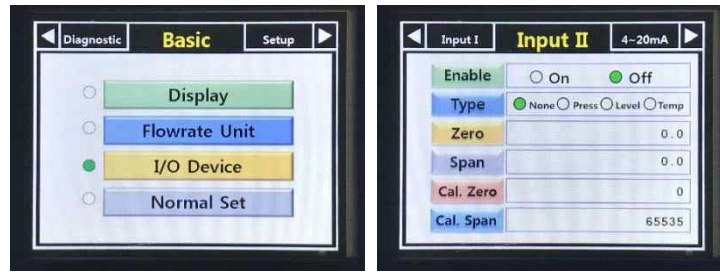 Diagnostic Basic Setup
Display
Flowrate Unit
I/O Device
Normal Set
Input I Input II 4~20mA
Enable On Off
Type None Press Level Temp
Zero 0.0
Span 0.0
Cal. Zero 0
Cal. Span 65535